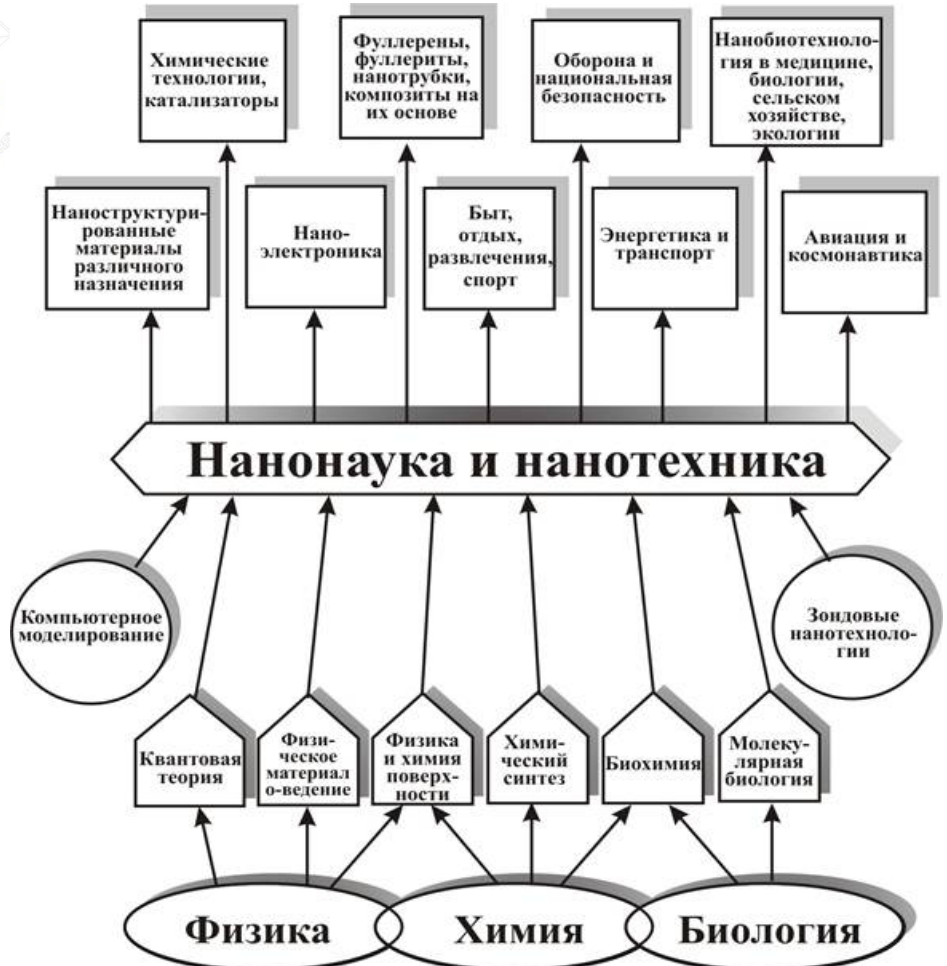 Химические
технологии,
катализаторы
Фуллерены,
фуллериты,
нанотрубки,
композиты на
их основе
Оборона и
национальная
безопасность
Нанобиотехноло-
гия в медицине,
биологии,
сельском
хозяйстве,
экологии
Наноструктури-
рованные
материалы
различного
назначения
Нано-
электроника
Быт,
отдых,
развлечения,
спорт
Энергетика и
транспорт
Авиация и
космонавтика
Нанонаука и нанотехника
Компьютерное
моделирование
Зондовые
нанотехноло-
гии
Квантовая
теория
Физи-
ческое
материал
о-ведение
Физика
и химия
поверх-
ности
Хими-
ческий
синтез
Биохимия
Молеку-
лярная
биология
Физика
Химия
Биология